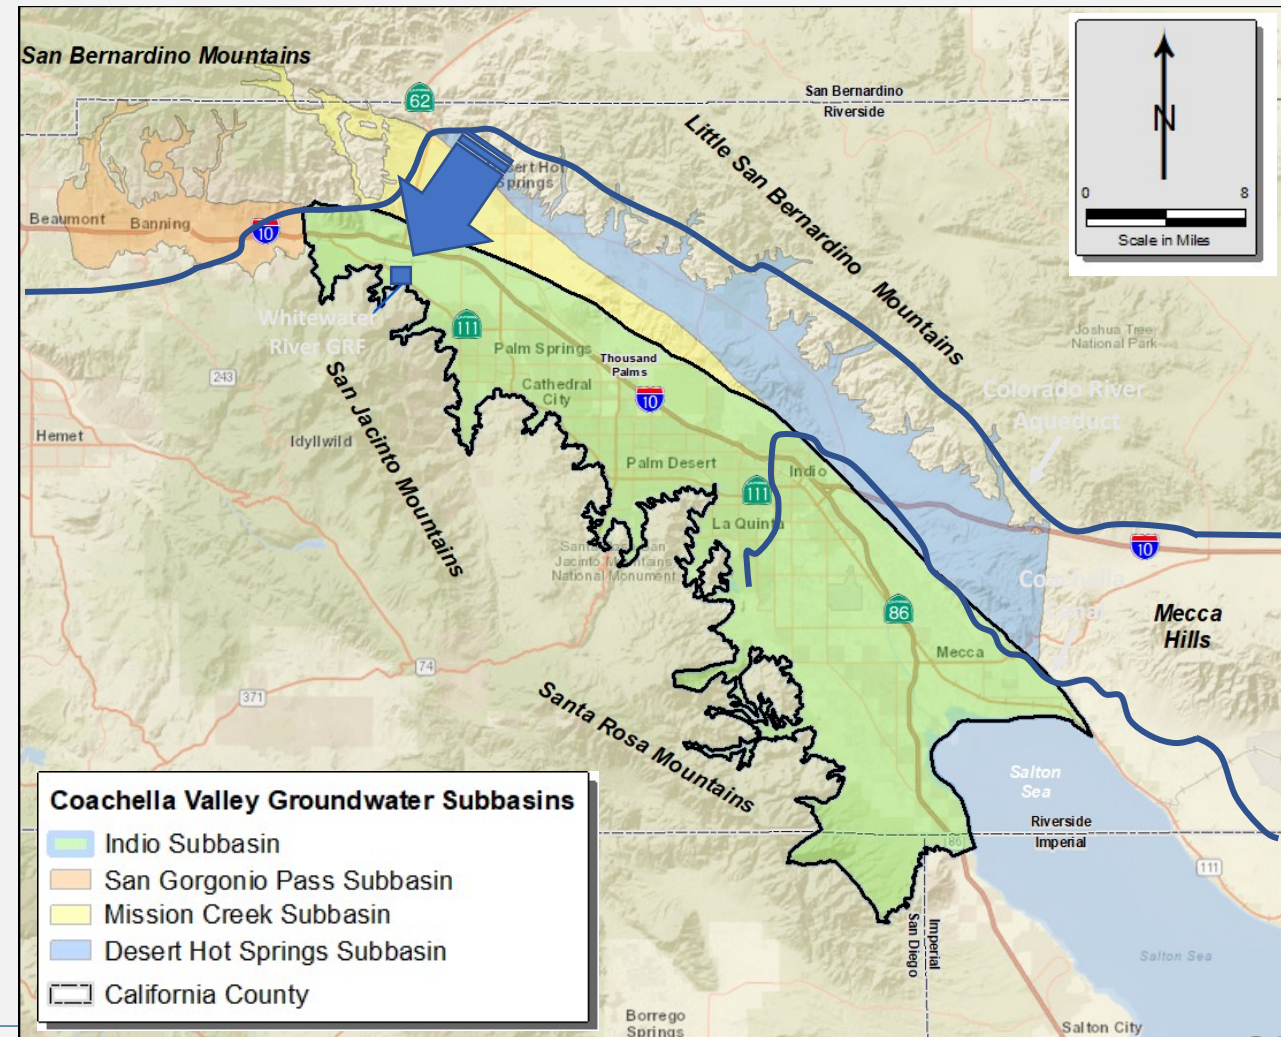 San Bernardino Mountains
62
San Bernardino
Riverside
N
0 8
Scale in Miles
Little San Bernardino Mountains
Springs
Beaumont
Banning
10
Whitewater
River GRF
111
243
San Jacinto Mountains
Palm Springs
Thousand
Palms
Cathedral
City
10
Joshua Tree
National Park
Colorado River
Aqueduct
Hemet
Idyllwild
Palm Desert
Indio
111
La Quinta
Jacinto Mountains
National Monument
10
Coachella
Canal
86
Mecca
Hills
Mecca
74
371
Santa Rosa Mountains
Salton
Sea
Riverside
Imperial
86
111
Coachella Valley Groundwater Subbasins
Indio Subbasin
San Gorgonio Pass Subbasin
Mission Creek Subbasin
Desert Hot Springs Subbasin
California County
Imperial
San Diego
Salton Sea
Borrego
Springs
Salton City